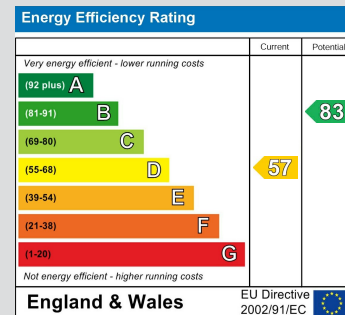 Energy Efficiency Rating
Current Potential
Very energy efficient - lower running costs
(92 plus) A
(81-91) B
83
(69-80) C
(55-68) D
57
(39-54) E
(21-38) F
(1-20) G
Not energy efficient - higher running costs
England & Wales
EU Directive
2002/91/EC